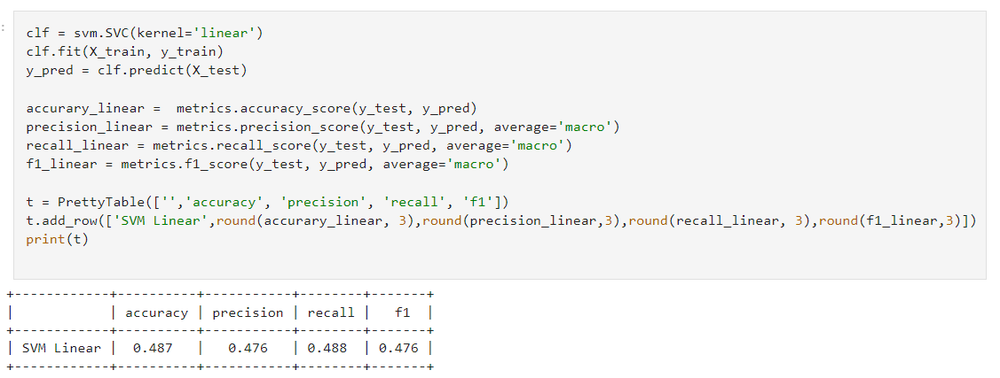 :
clf = svm.SVC(kernel='linear')
clf.fit(X_train, y_train)
y_pred = clf.predict(X_test)
accurary_linear =  metrics.accuracy_score(y_test, y_pred)
precision_linear = metrics.precision_score(y_test, y_pred, average='macro')
recall_linear = metrics.recall_score(y_test, y_pred, average='macro')
f1_linear = metrics.f1_score(y_test, y_pred, average='macro')
t = PrettyTable(['','accuracy', 'precision', 'recall', 'f1'])
t.add_row(['SVM Linear',round(accurary_linear, 3),round(precision_linear,3),round(recall_linear, 3),round(f1_linear,3)])
print(t)
+------------+----------+-----------+--------+-------+
|            | accuracy | precision | recall |   f1  |
+------------+----------+-----------+--------+-------+
| SVM Linear |  0.487   |   0.476   | 0.488  | 0.476 |
+------------+----------+-----------+--------+-------+